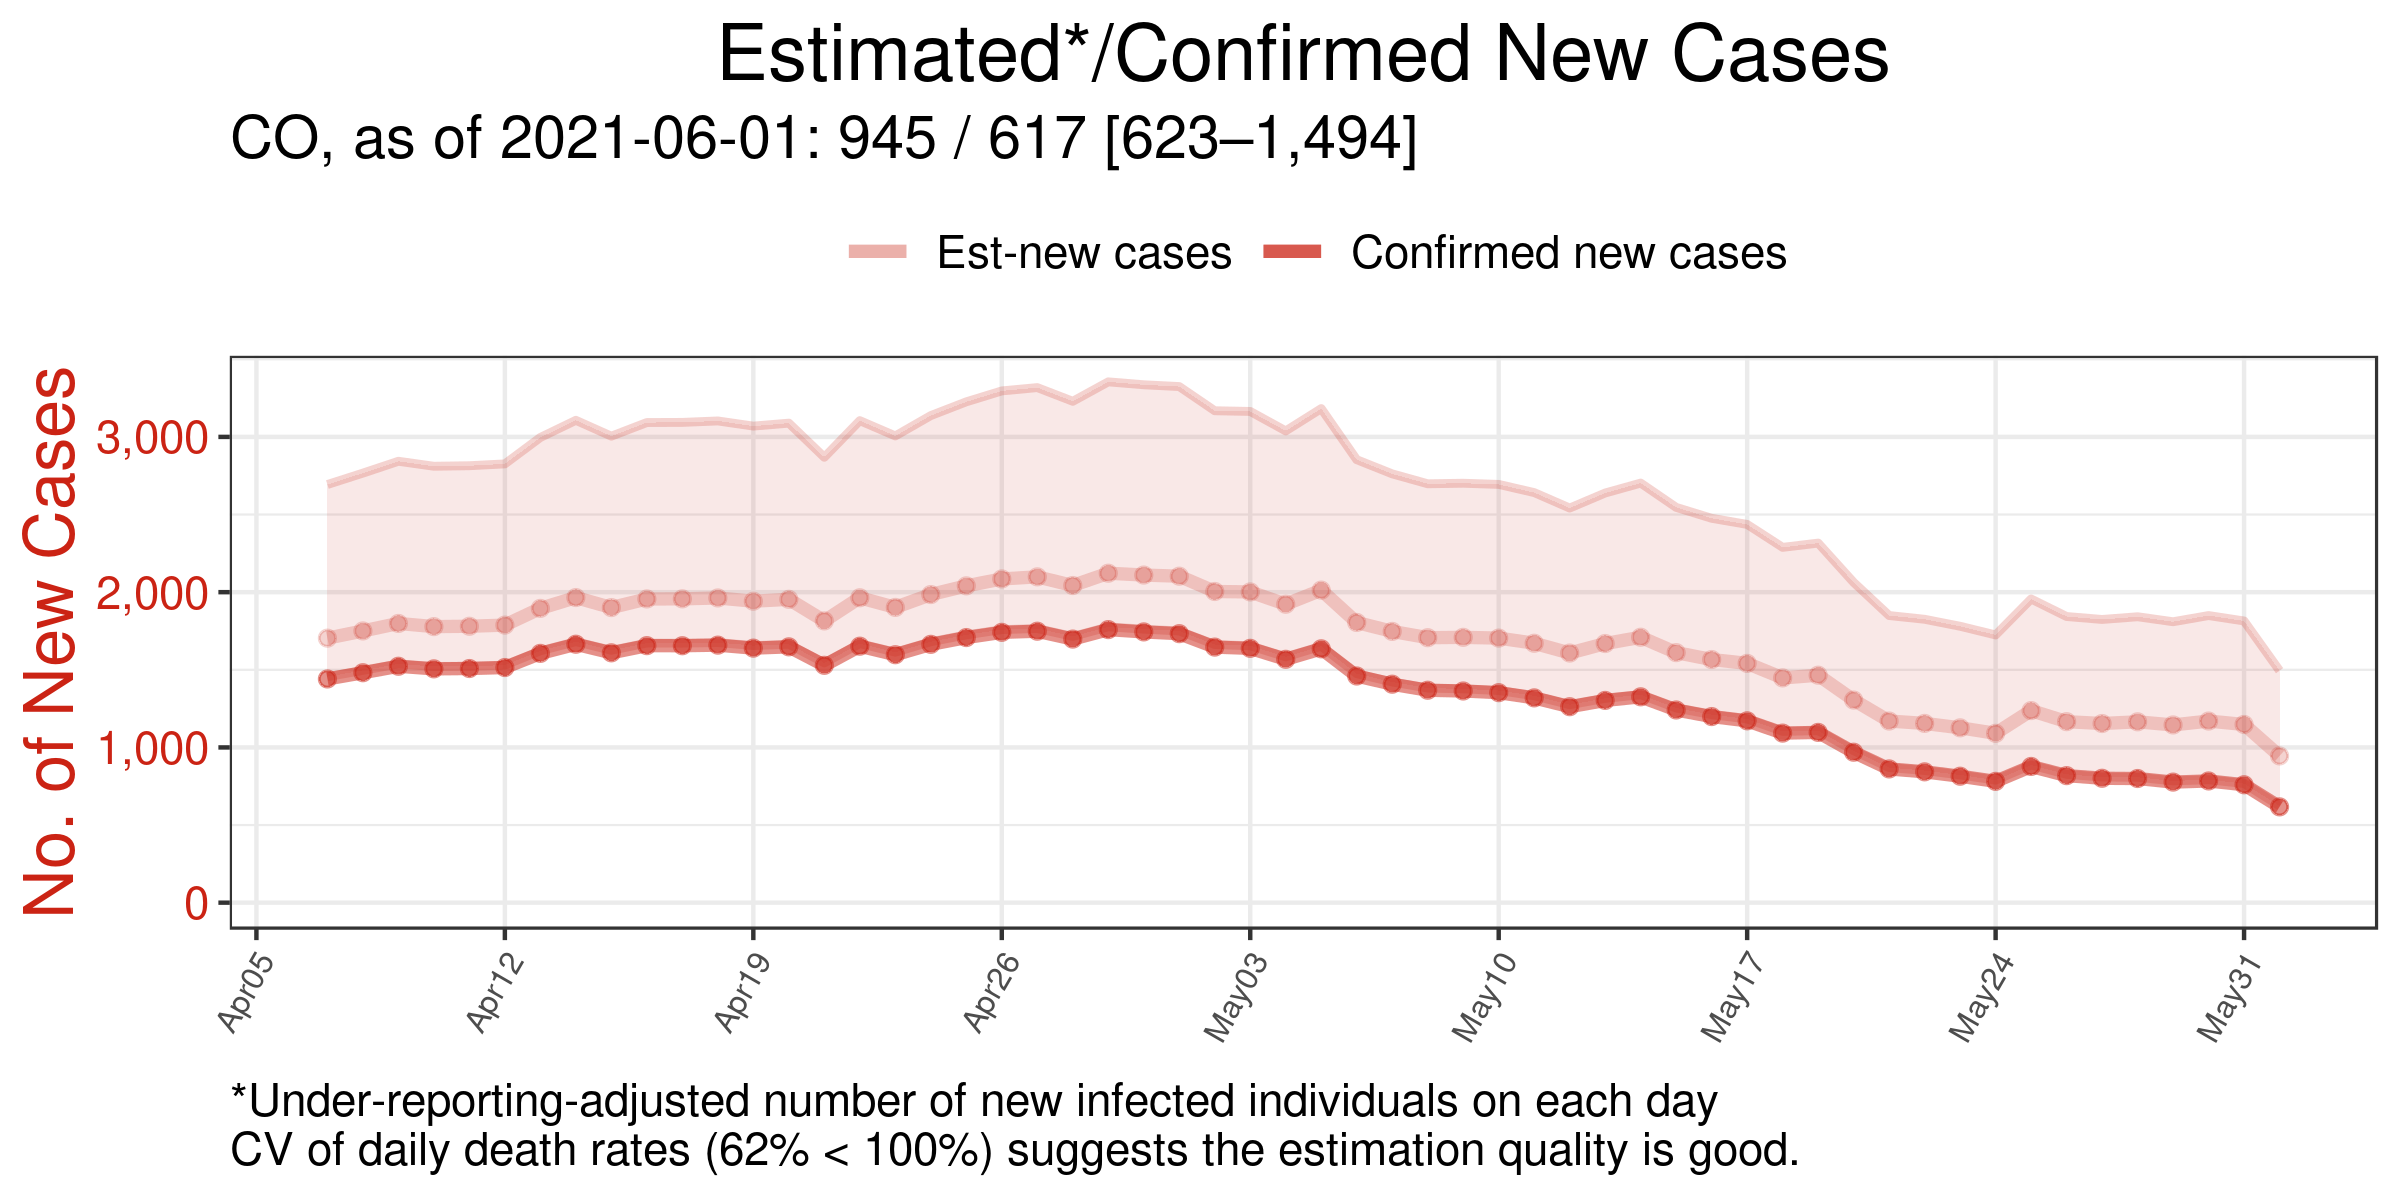 Estimated*/Confirmed New Cases
CO, as of 2021-06-01: 945 / 617 [623–1,494]
Est-new cases Confirmed new cases
No. of New Cases
3,000
2,000
1,000
0
Apr05 Apr12 Apr19 Apr26 May03 May10 May17 May24 May31
*Under-reporting-adjusted number of new infected individuals on each day
CV of daily death rates (62% < 100%) suggests the estimation quality is good.